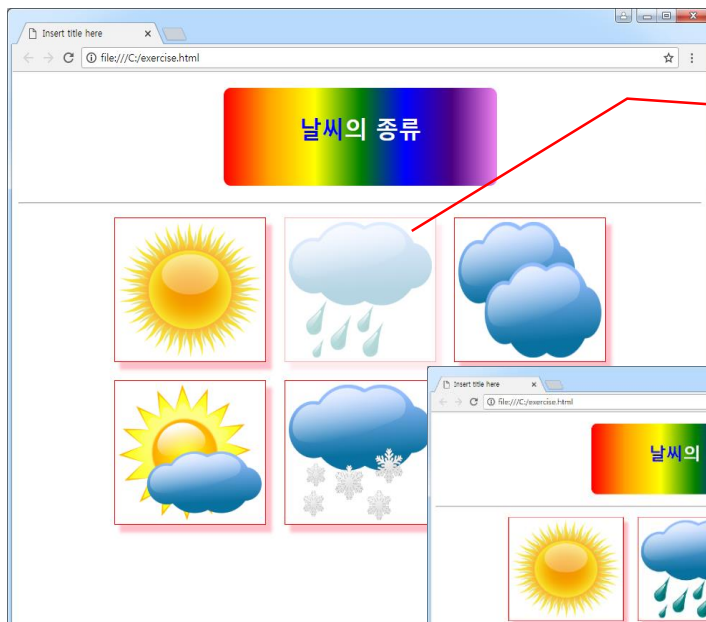 Insert title here
file:///C:/exercise.html
날씨의 종류
Insert title here
file:///C:/exercise.html
날씨의